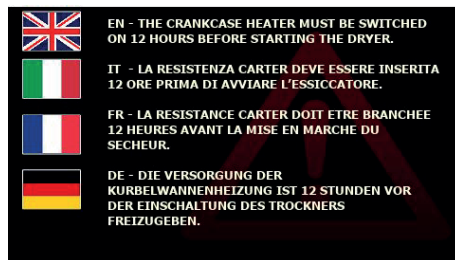 EN - THE CRANKCASE HEATER MUST BE SWITCHED
ON 12 HOURS BEFORE STARTING THE DRYER.
IT - LA RESISTENZA CARTER DEVE ESSERE INSERITA
12 ORE PRIMA DI AVVIARE L'ESSICCATORE.
FR - LA RESISTANCE CARTER DOIT ETRE BRANCHEE
12 HEURES AVANT LA MISE EN MARCHE DU
SECHEUR.
DE - DIE VERSORGUNG DER
KURBELWANNENHEIZUNG IST 12 STUNDEN VOR
DER EINSCHALTUNG DES TROCKNERS
FREIZUGEBEN.